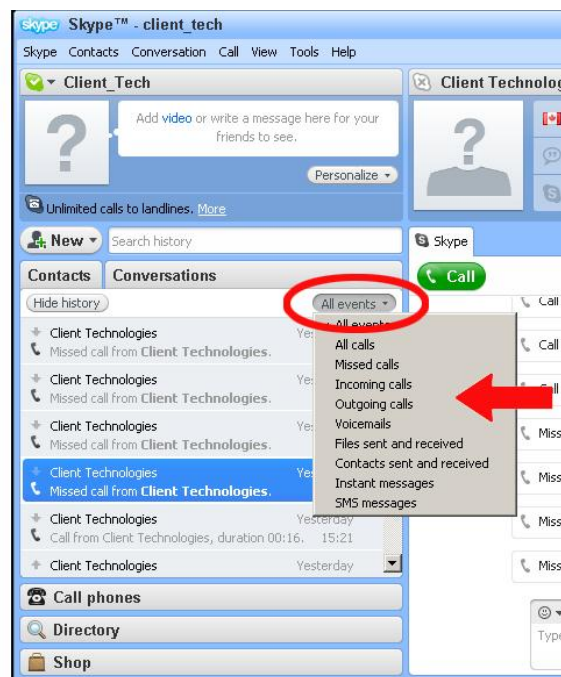 skype Skype™ - client_tech
Skype Contacts Conversation Call View Tools Help
Client_Tech
Add video or write a message here for your
friends to see.
Personalize
Unlimited calls to landlines. More
New Search history
Contacts Conversations
Hide history All events
Client Technologies
Missed call from Client Technologies.
Client Technologies
Missed call from Client Technologies.
Client Technologies
Missed call from Client Technologies.
Client Technologies
Missed call from Client Technologies.
Client Technologies Yesterday
Call from Client Technologies, duration 00:16. 15:21
Client Technologies Yesterday
All events
All calls
Missed calls
Incoming calls
Outgoing calls
Voicemails
Files sent and received
Contacts sent and received
Instant messages
SMS messages
Call phones
Directory
Shop
Client Technolog
Skype
Call
Call
Call
Call
Miss
Miss
Miss
Miss
Type